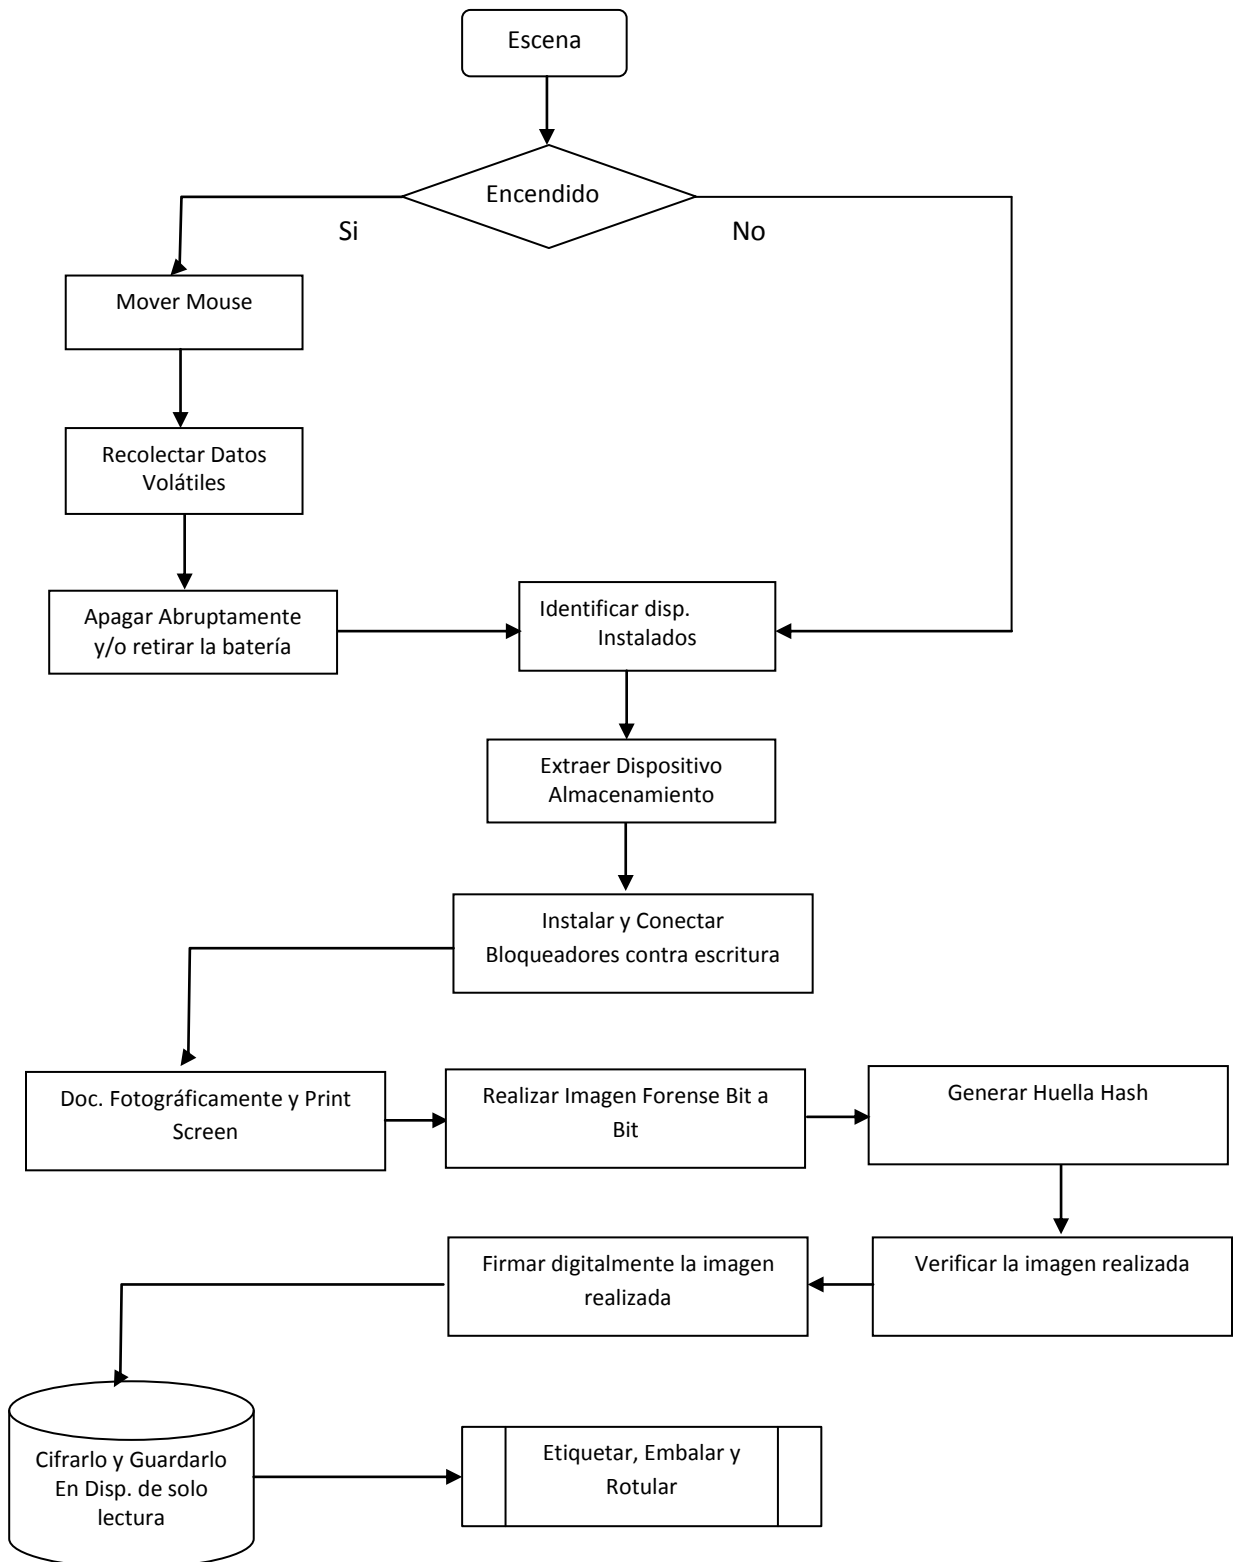 Escena
Encendido
Si
No
Mover Mouse
Recolectar Datos
Volátiles
Apagar Abruptamente
y/o retirar la batería
Identificar disp.
Instalados
Extraer Dispositivo
Almacenamiento
Instalar y Conectar
Bloqueadores contra escritura
Doc. Fotográficamente y Print
Screen
Realizar Imagen Forense Bit a
Bit
Generar Huella Hash
Verificar la imagen realizada
Firmar digitalmente la imagen
realizada
Cifrarlo y Guardarlo
En Disp. de solo
lectura
Etiquetar, Embalar y
Rotular